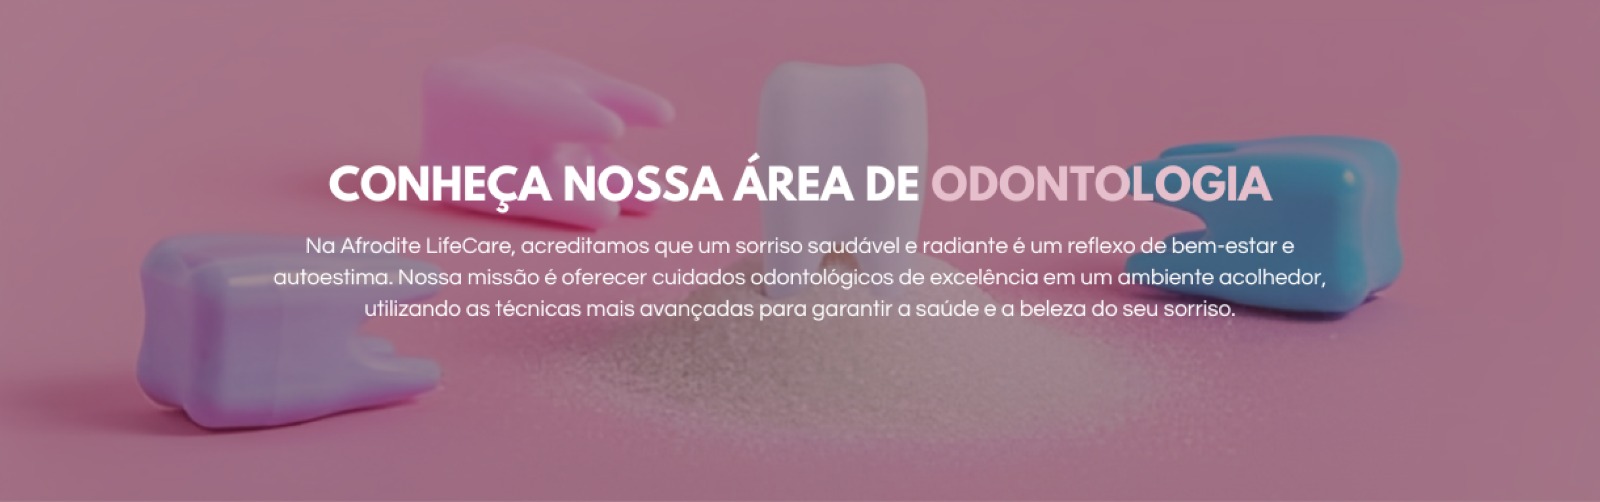 CONHEÇA NOSSA ÁREA DE ODONTOLOGIA
Na Afrodite LifeCare, acreditamos que um sorriso saudável e radiante é um reflexo de bem-estar e
autoestima. Nossa missão é oferecer cuidados odontológicos de excelência em um ambiente acolhedor,
utilizando as técnicas mais avançadas para garantir a saúde e a beleza do seu sorriso.